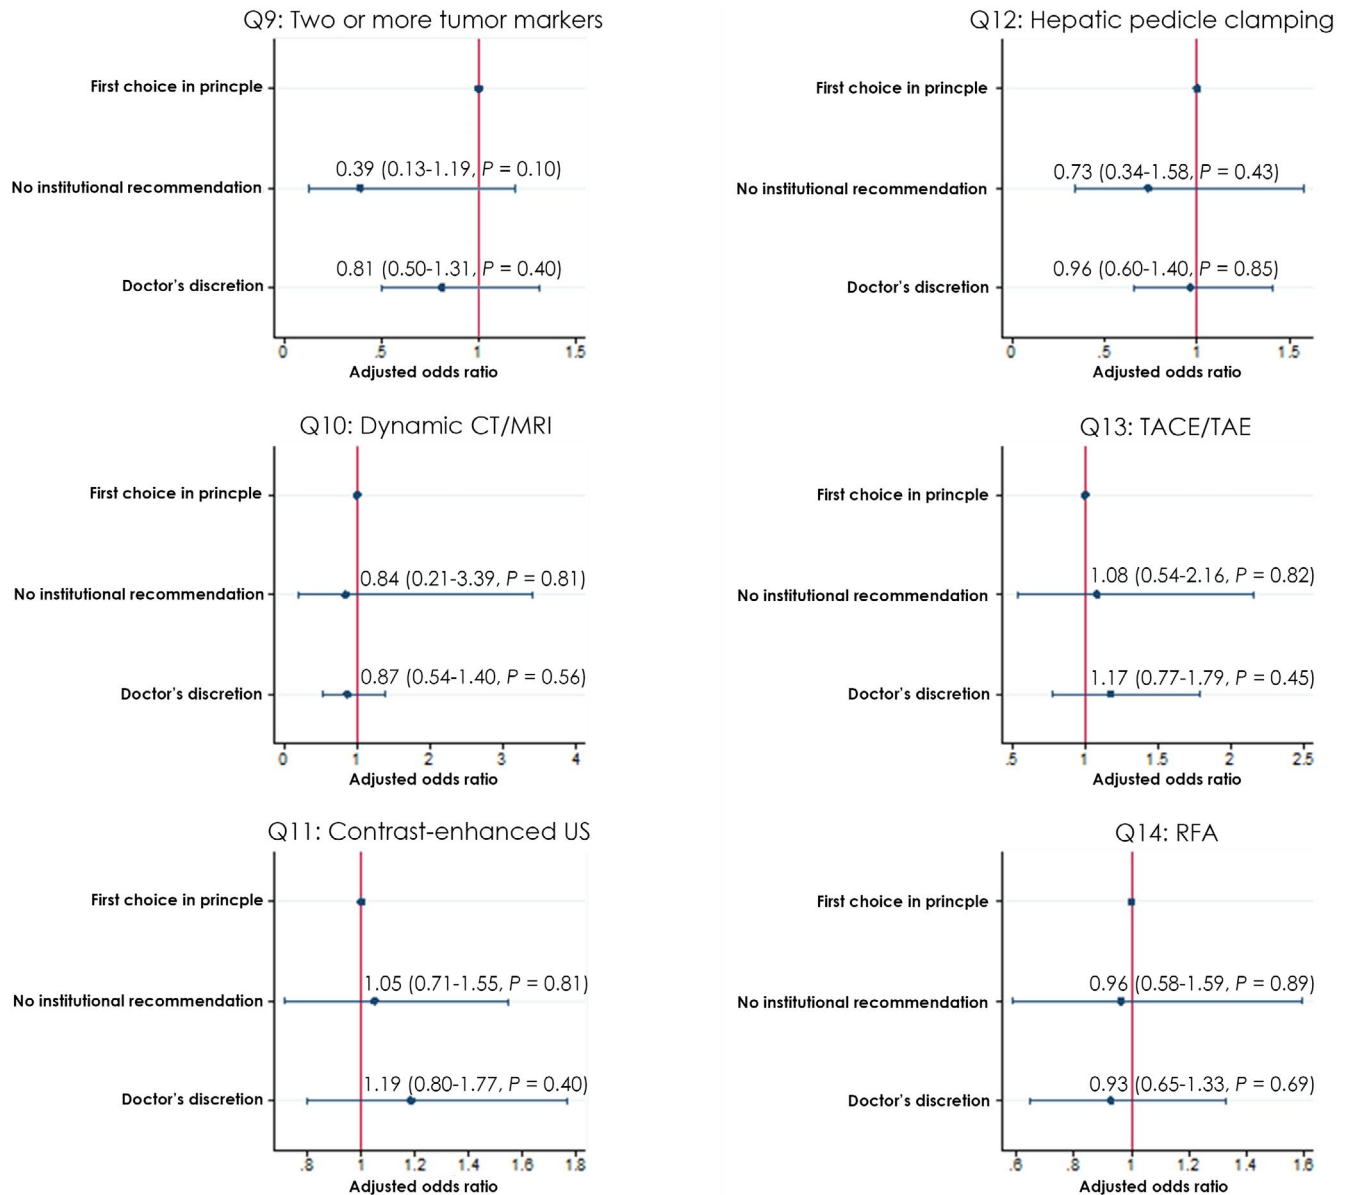 Q9: Two or more tumor markers
First choice in princple
0.39 (0.13-1.19, P = 0.10)
No institutional recommendation
0.81 (0.50-1.31, P = 0.40)
Doctor's discretion
0 .5 1 1.5
Adjusted odds ratio
Q12: Hepatic pedicle clamping
First choice in princple
0.73 (0.34-1.58, P = 0.43)
No institutional recommendation
0.96 (0.60-1.40, P = 0.85)
Doctor's discretion
0 .5 1 1.5
Adjusted odds ratio
Q10: Dynamic CT/MRI
First choice in princple
0.84 (0.21-3.39, P = 0.81)
No institutional recommendation
0.87 (0.54-1.40, P = 0.56)
Doctor's discretion
0 1 2 3 4
Adjusted odds ratio
Q13: TACE/TAE
First choice in princple
1.08 (0.54-2.16, P = 0.82)
No institutional recommendation
1.17 (0.77-1.79, P = 0.45)
Doctor's discretion
.5 1 1.5 2 2.5
Adjusted odds ratio
Q11: Contrast-enhanced US
First choice in princple
1.05 (0.71-1.55, P = 0.81)
No institutional recommendation
1.19 (0.80-1.77, P = 0.40)
Doctor's discretion
.8 1 1.2 1.4 1.6 1.8
Adjusted odds ratio
Q14: RFA
First choice in princple
0.96 (0.58-1.59, P = 0.89)
No institutional recommendation
0.93 (0.65-1.33, P = 0.69)
Doctor's discretion
.6 .8 1 1.2 1.4 1.6
Adjusted odds ratio